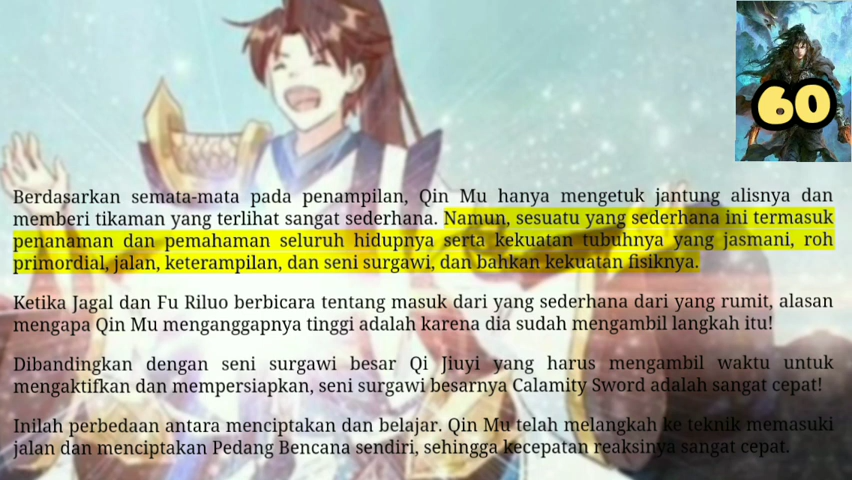 60
Berdasarkan semata-mata pada penampilan, Qin Mu hanya mengetuk jantung alisnya dan
memberi tikaman yang terlihat sangat sederhana. Namun, sesuatu yang sederhana ini termasuk
penanaman dan pemahaman seluruh hidupnya serta kekuatan tubuhnya yang jasmani, roh
primordial, jalan, keterampilan, dan seni surgawi, dan bahkan kekuatan fisiknya.
Ketika Jagal dan Fu Riluo berbicara tentang masuk dari yang sederhana dari yang rumit, alasan
mengapa Qin Mu menganggapnya tinggi adalah karena dia sudah mengambil langkah itu!
Dibandingkan dengan seni surgawi besar Qi Jiuyi yang harus mengambil waktu untuk
mengaktifkan dan mempersiapkan, seni surgawi besarnya Calamity Sword adalah sangat cepat!
Inilah perbedaan antara menciptakan dan belajar. Qin Mu telah melangkah ke teknik memasuki
jalan dan menciptakan Pedang Bencana sendiri, sehingga kecepatan reaksinya sangat cepat.